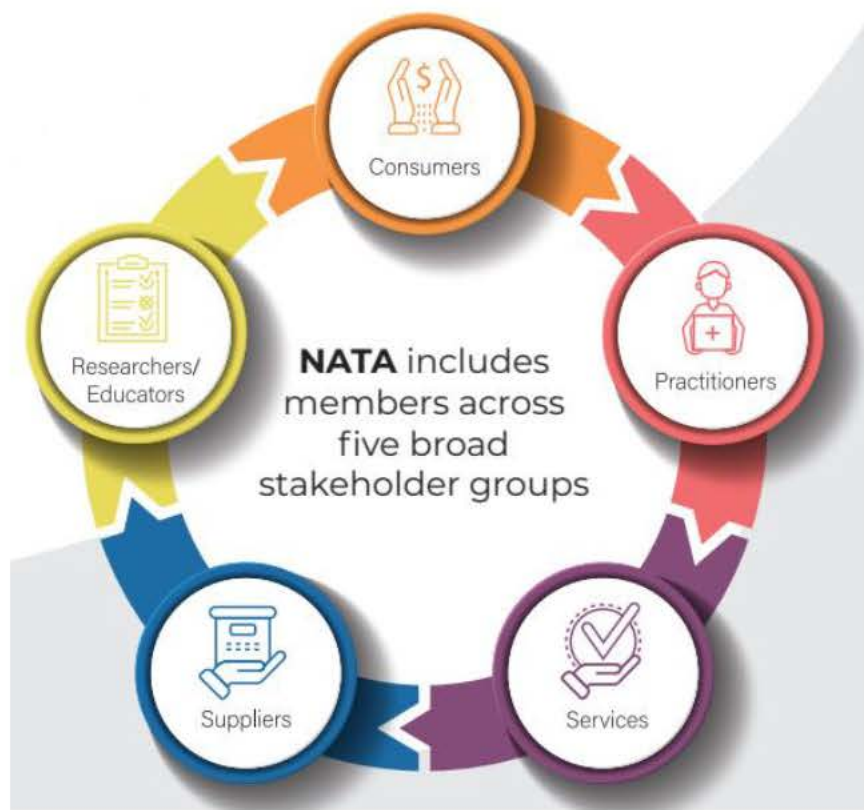 Consumers
Researchers/
Educators
Practitioners
NATA includes
members across
five broad
stakeholder groups
Suppliers
Services